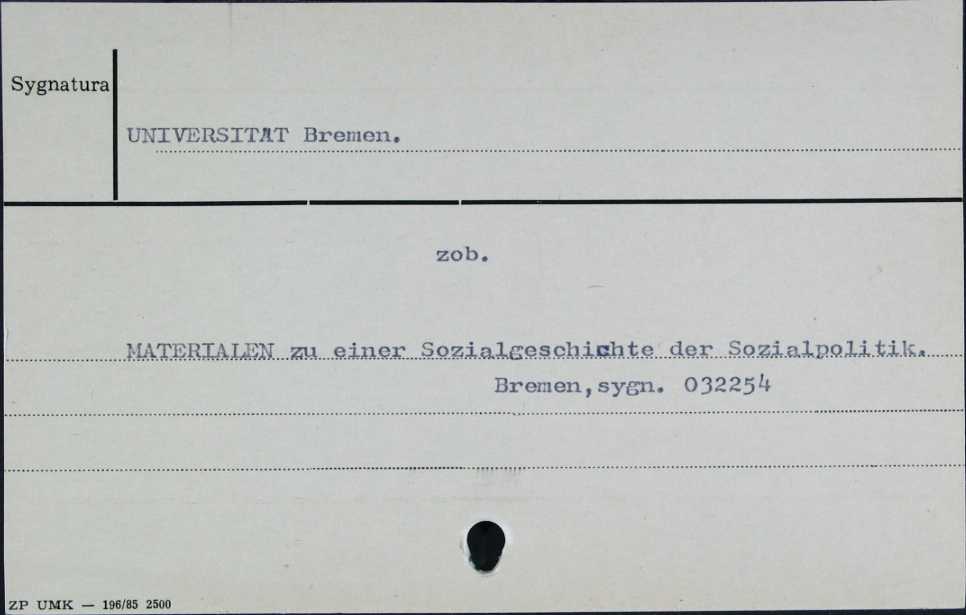 Sygnatura
UNIVERSITAT Bremen.
zob.
MATERIALEN zu einer Sozialgeschichte der Sozialpolitik.
Bremen,sygn. 032254
ZP UMK — 196/85 2500